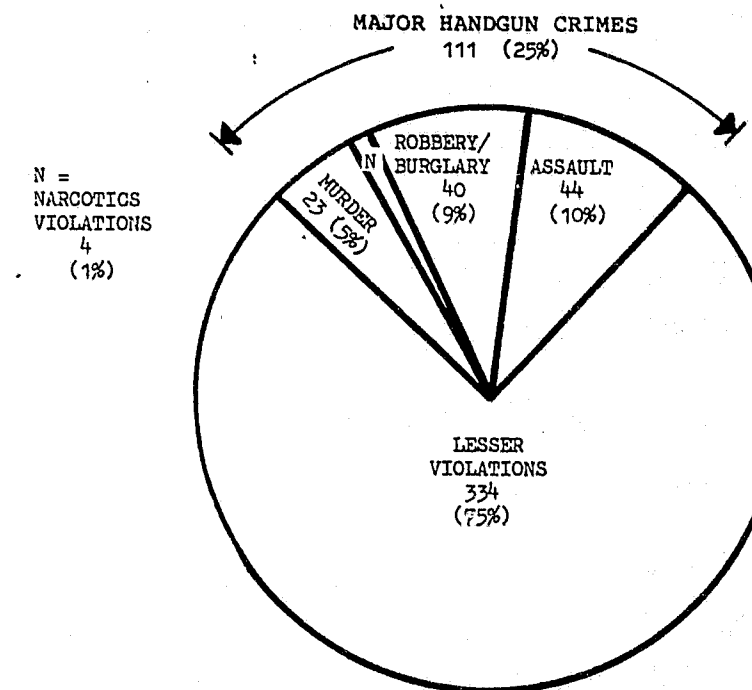 MAJOR HANDGUN CRIMES
111 (25%)
N =
NARCOTICS
VIOLATIONS
4
(1%)
MURDER
23 (5%)
N
ROBBERY/
BURGLARY
40
(9%)
ASSAULT
44
(10%)
LESSER
VIOLATIONS
334
(75%)